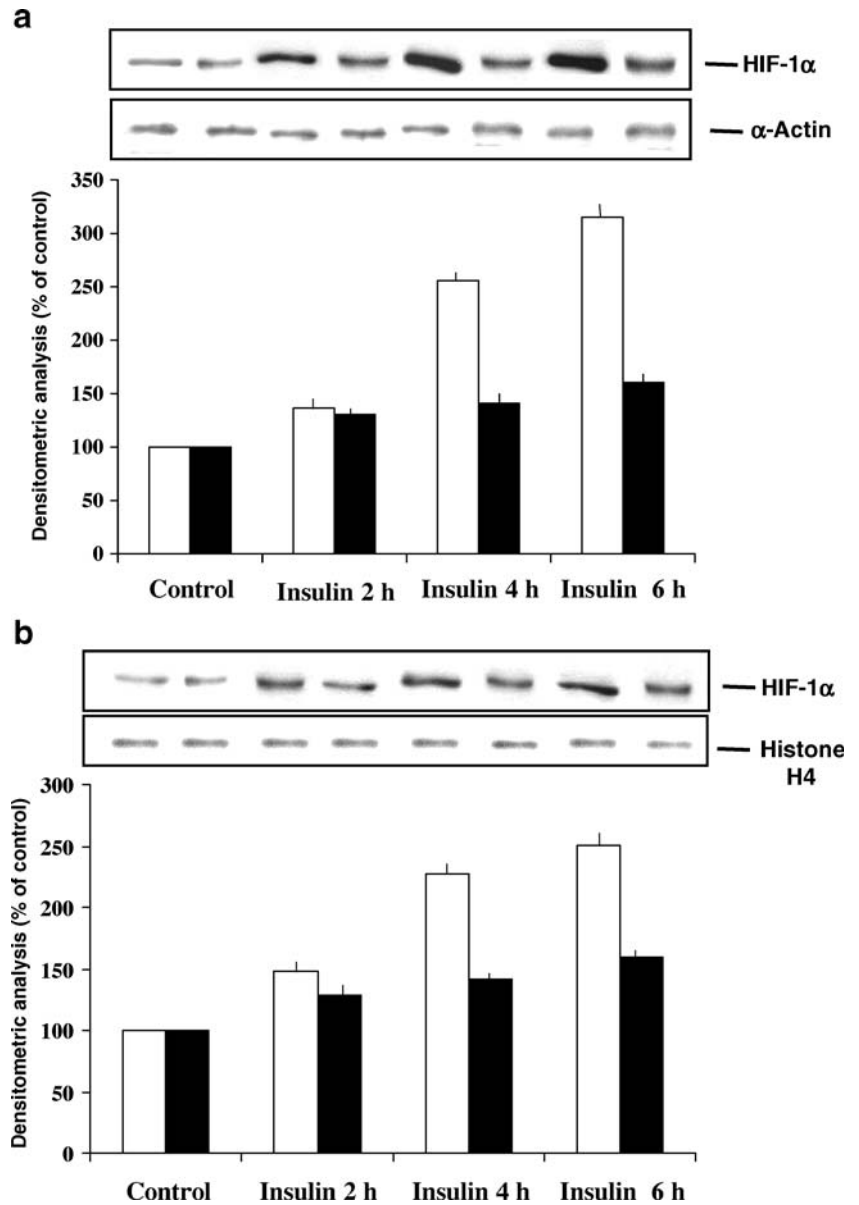 a
HIF-1α
α-Actin
Densitometric analysis (% of control)
350
300
250
200
150
100
50
0
Control Insulin 2 h Insulin 4 h Insulin 6 h
b
HIF-1α
Histone
H4
Densitometric analysis (% of control)
300
250
200
150
100
50
0
Control Insulin 2 h Insulin 4 h Insulin 6 h